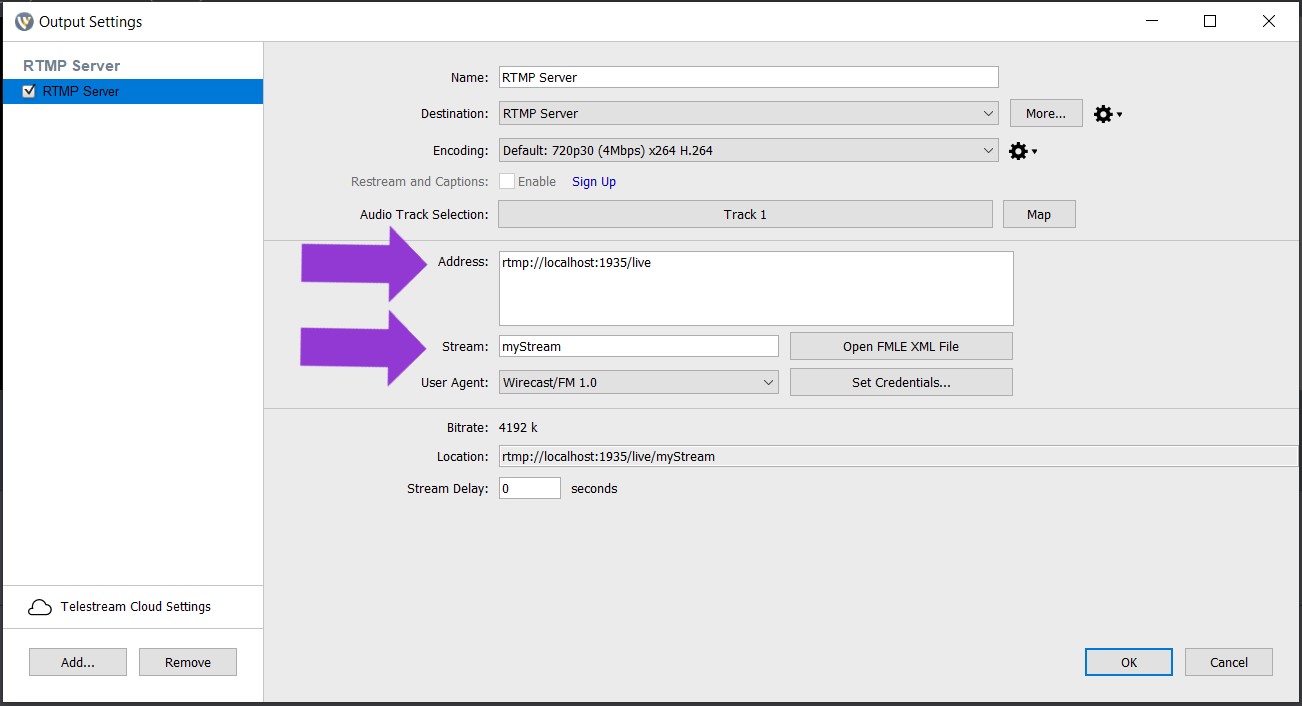 Output Settings
RTMP Server
RTMP Server
Name: RTMP Server
Destination: RTMP Server More...
Encoding: Default: 720p30 (4Mbps) x264 H.264
Restream and Captions: Enable Sign Up
Audio Track Selection: Track 1 Map
Address: rtmp://localhost:1935/live
Stream: myStream Open FMLE XML File
User Agent: Wirecast/FM 1.0 Set Credentials...
Bitrate: 4192 k
Location: rtmp://localhost:1935/live/myStream
Stream Delay: 0 seconds
Telestream Cloud Settings
Add... Remove
OK Cancel